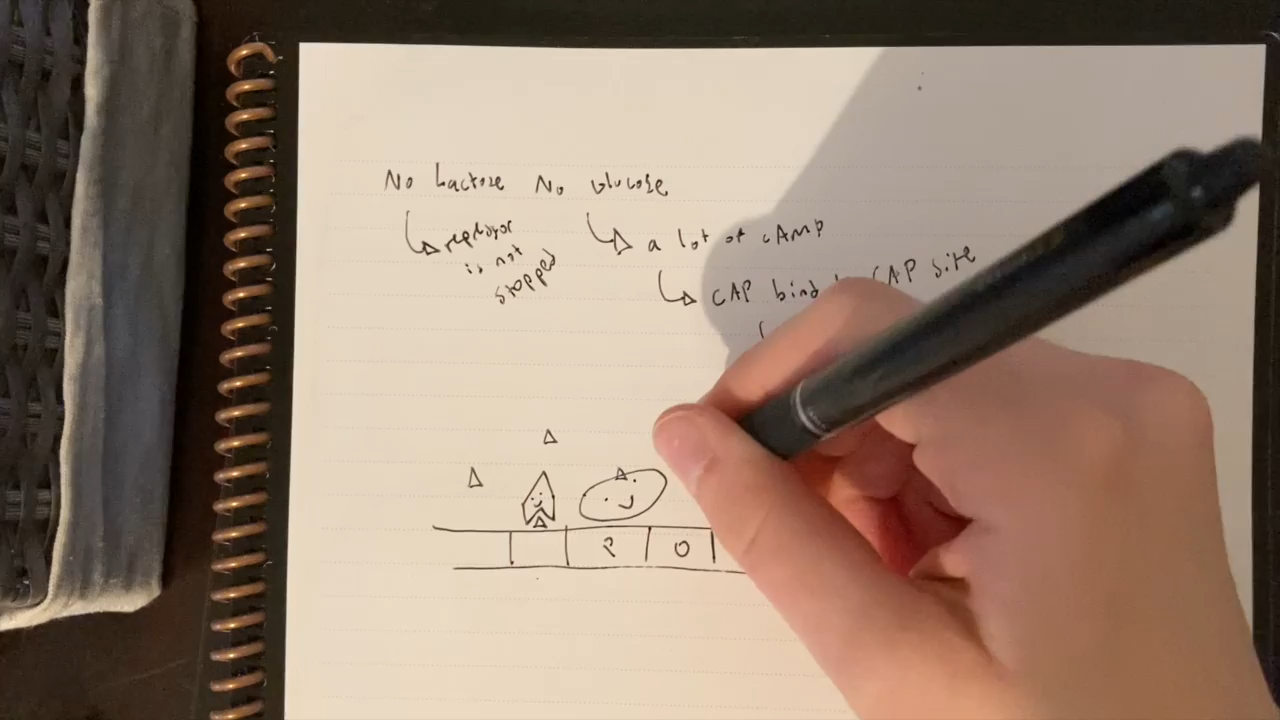 No Lactose No Glucose
repressor
is not
stopped
a lot of cAMP
CAP bind CAP site
P O